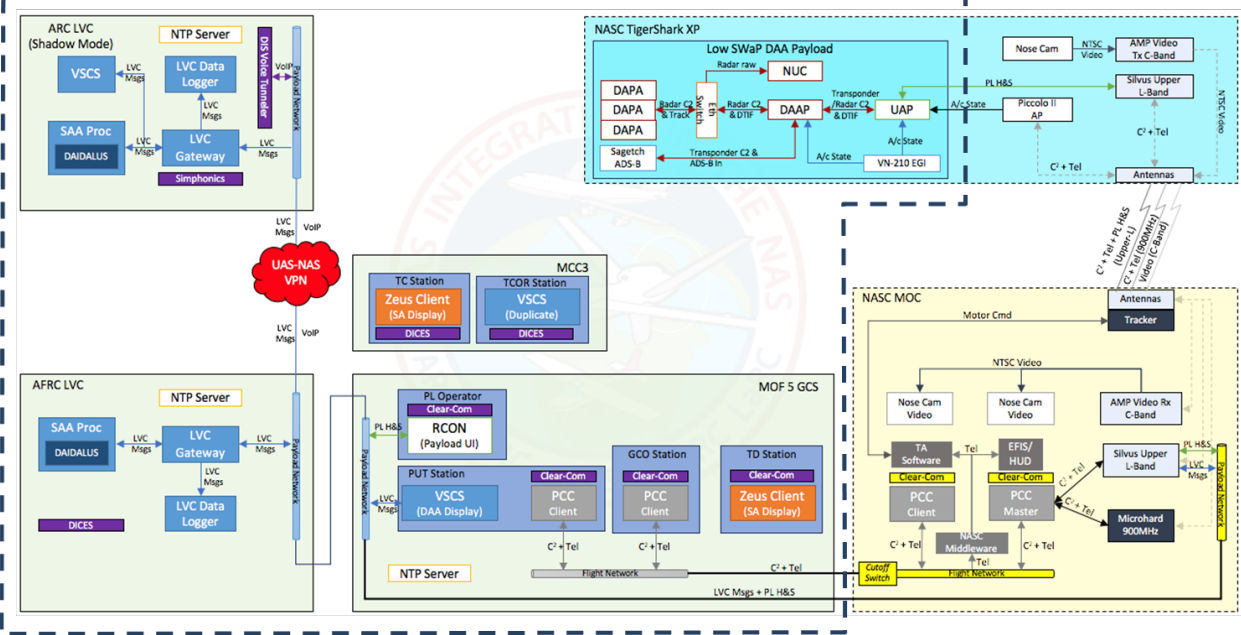 ARC LVC
(Shadow Mode)
NTP Server
VSCS
LVC
Msgs
LVC Data
Logger
DIS Voice Tunneler
VoIP
Payload Network
LVC
Msgs
SAA Proc
DAIDALUS
LVC
Msgs
LVC
Gateway
LVC
Msgs
Simphonics
LVC
Msgs
VoIP
UAS-NAS
VPN
LVC
Msgs
VoIP
NASC TigerShark XP
Low SWaP DAA Payload
Radar raw
NUC
DAPA
DAPA
DAPA
Radar C2
& Track
Eth
Switch
Radar C2
& DTIF
DAAP
Transponder
/Radar C2
& DTIF
UAP
Sagetch
ADS-B
Transponder C2 &
ADS-B In
A/c State
A/c State
VN-210 EGI
Nose Cam
NTSC
Video
AMP Video
Tx C-Band
PL H&S
Silvus Upper
L-Band
A/c State
Piccolo II
AP
NTSC Video
C² + Tel
C² + Tel
Antennas
C² + Tel + PL H&S
(Upper-L)
C² + Tel (900MHz)
Video (C-Band)
MCC3
TC Station
Zeus Client
(SA Display)
DICES
TCOR Station
VSCS
(Duplicate)
DICES
AFRC LVC
NTP Server
SAA Proc
DAIDALUS
LVC
Msgs
LVC
Gateway
LVC
Msgs
LVC
Msgs
LVC Data
Logger
DICES
Payload Network
MOF 5 GCS
PL Operator
Clear-Com
RCON
(Payload UI)
PL H&S
Payload Network
PUT Station
VSCS
(DAA Display)
LVC
Msgs
Clear-Com
PCC
Client
GCO Station
Clear-Com
PCC
Client
TD Station
Clear-Com
Zeus Client
(SA Display)
C² + Tel
C² + Tel
NTP Server
Flight Network
C² + Tel
LVC Msgs + PL H&S
NASC MOC
Antennas
Tracker
Motor Cmd
NTSC Video
Nose Cam
Video
Nose Cam
Video
AMP Video Rx
C-Band
TA
Software
Tel
EFIS/
HUD
Clear-Com
Clear-Com
PCC
Client
PCC
Master
Silvus Upper
L-Band
PL H&S
LVC
Msgs
Payload Network
C² + Tel
C² + Tel
Microhard
900MHz
C² + Tel
NASC
Middleware
Tel
C² + Tel
Cutoff
Switch
Flight Network